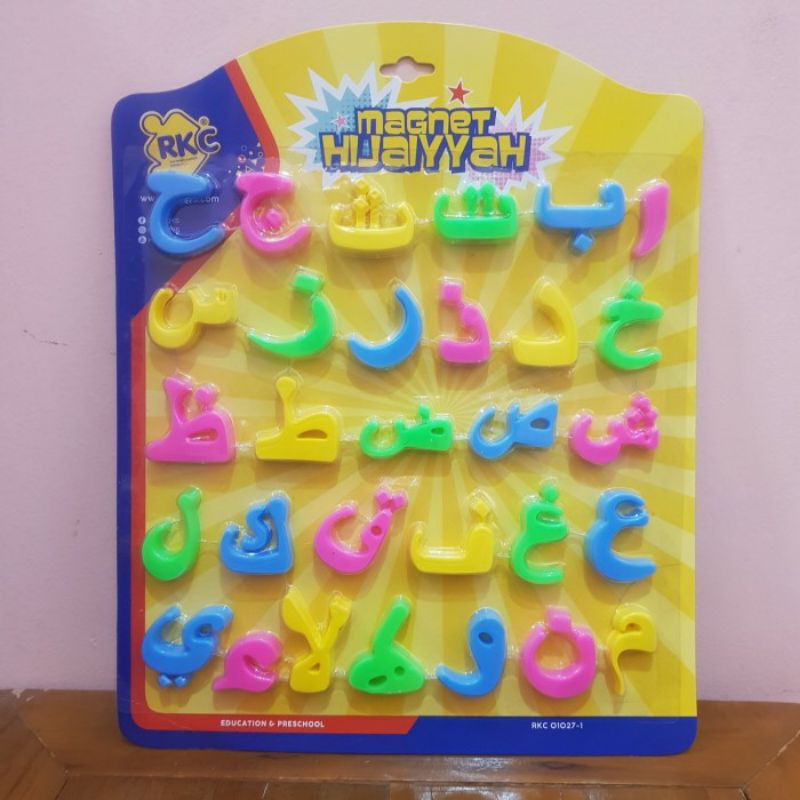 RKC
MAGNET
HIJAIYYAH
ا ب ت ث ج ح
خ د ذ ر ز س
ش ص ض ط ظ
ع غ ف ق ك ل
م ن و ه لا ء ي
EDUCATION & PRESCHOOL
RKC 01027-1